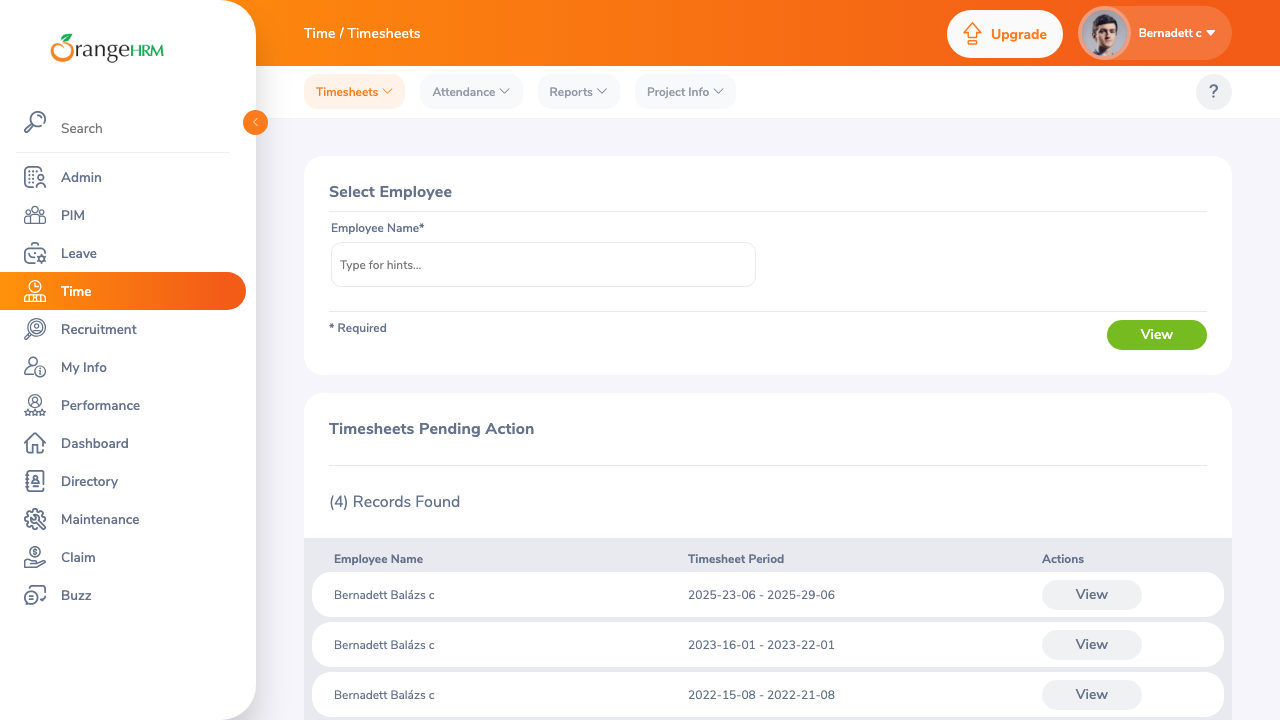 OrangeHRM
Time / Timesheets
Upgrade
Bernadett c
Timesheets
Attendance
Reports
Project Info
?
Search
Admin
PIM
Leave
Time
Recruitment
My Info
Performance
Dashboard
Directory
Maintenance
Claim
Buzz
Select Employee
Employee Name*
Type for hints...
* Required
View
Timesheets Pending Action
(4) Records Found
Employee Name Timesheet Period Actions
Bernadett Balázs c 2025-23-06 - 2025-29-06 View
Bernadett Balázs c 2023-16-01 - 2023-22-01 View
Bernadett Balázs c 2022-15-08 - 2022-21-08 View